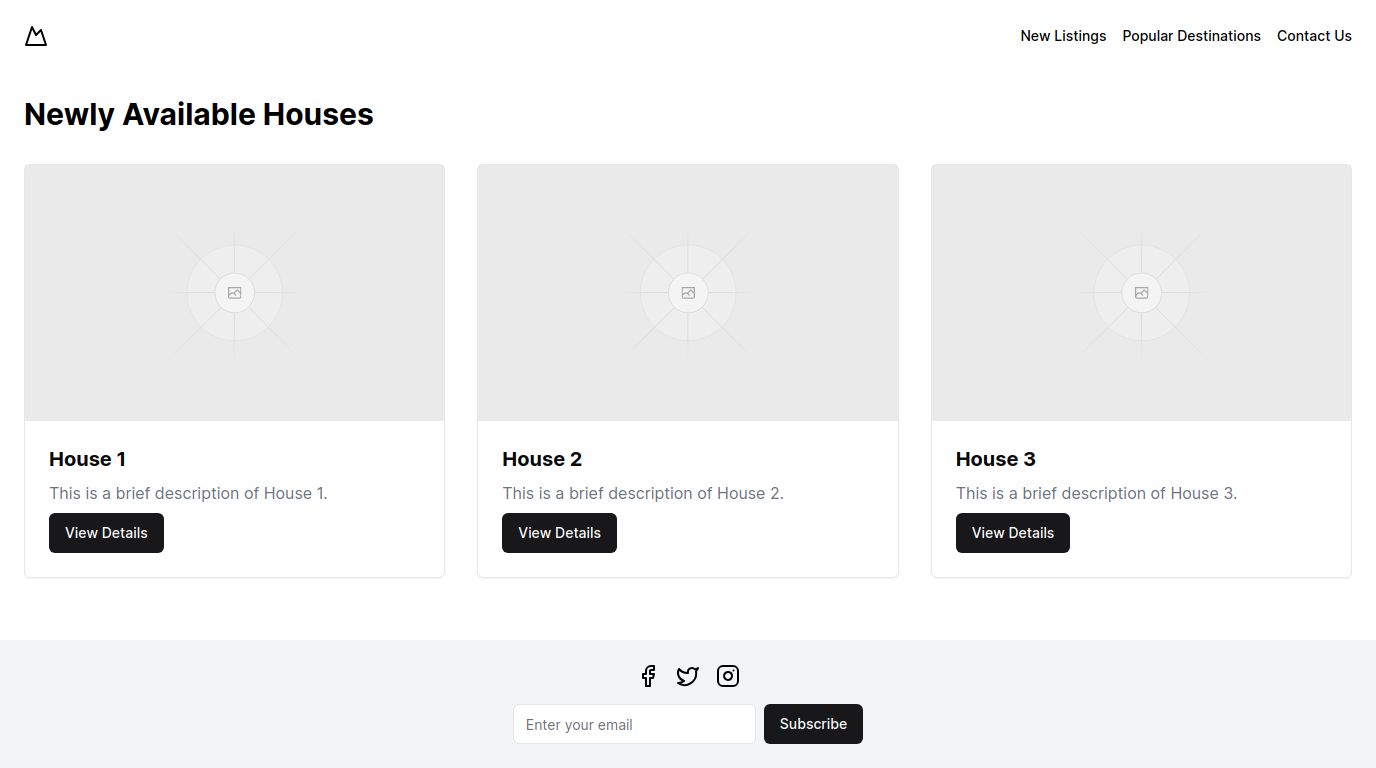 New Listings Popular Destinations Contact Us
Newly Available Houses
House 1
This is a brief description of House 1.
View Details
House 2
This is a brief description of House 2.
View Details
House 3
This is a brief description of House 3.
View Details
Enter your email Subscribe